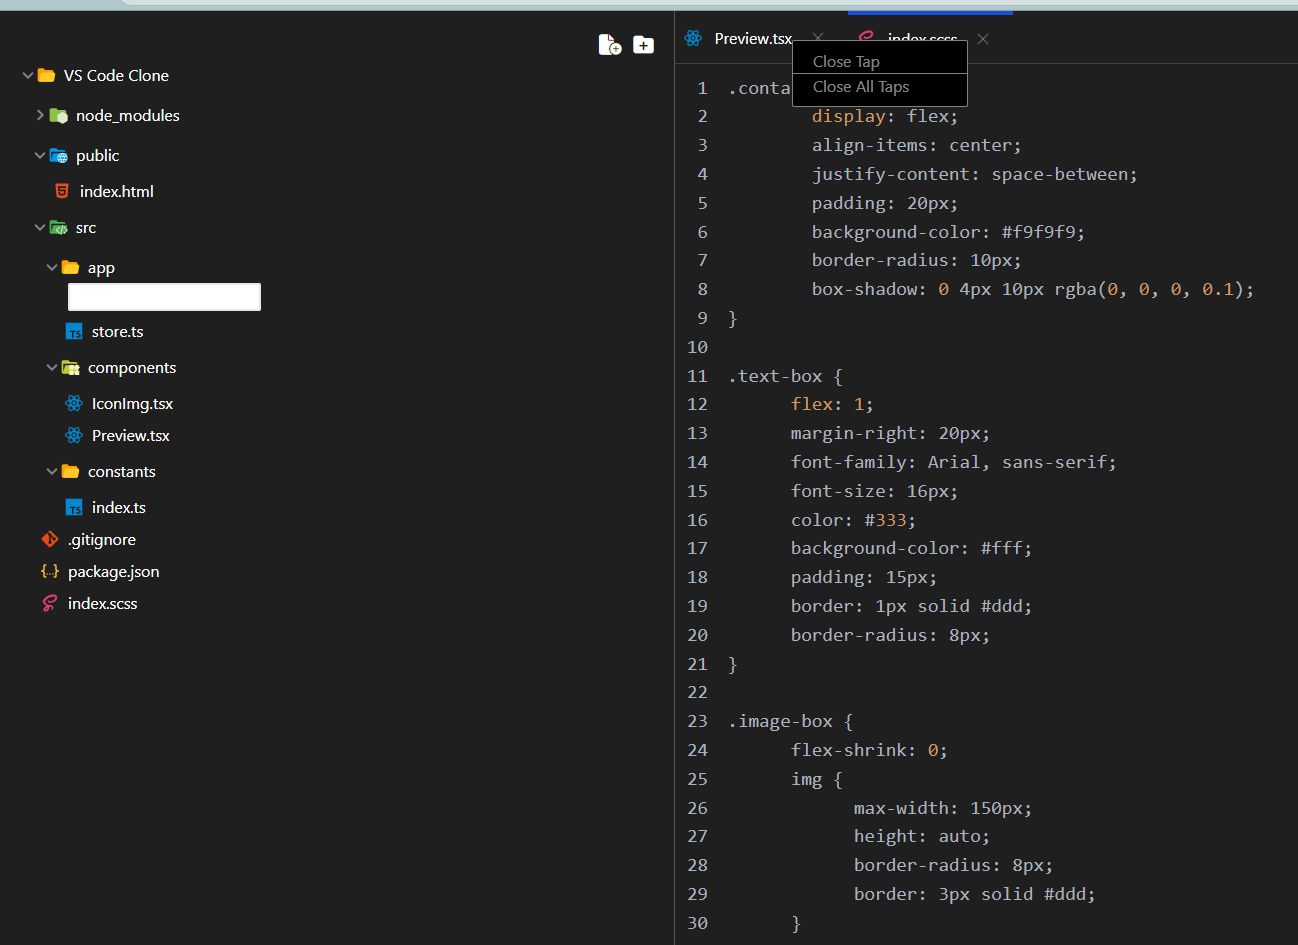 VS Code Clone
node_modules
public
index.html
src
app
store.ts
components
IconImg.tsx
Preview.tsx
constants
index.ts
.gitignore
package.json
index.scss
Preview.tsx
index.scss
Close Tap
Close All Taps
1 .conta
2 display: flex;
3 align-items: center;
4 justify-content: space-between;
5 padding: 20px;
6 background-color: #f9f9f9;
7 border-radius: 10px;
8 box-shadow: 0 4px 10px rgba(0, 0, 0, 0.1);
9 }
10
11 .text-box {
12 flex: 1;
13 margin-right: 20px;
14 font-family: Arial, sans-serif;
15 font-size: 16px;
16 color: #333;
17 background-color: #fff;
18 padding: 15px;
19 border: 1px solid #ddd;
20 border-radius: 8px;
21 }
22
23 .image-box {
24 flex-shrink: 0;
25 img {
26 max-width: 150px;
27 height: auto;
28 border-radius: 8px;
29 border: 3px solid #ddd;
30 }